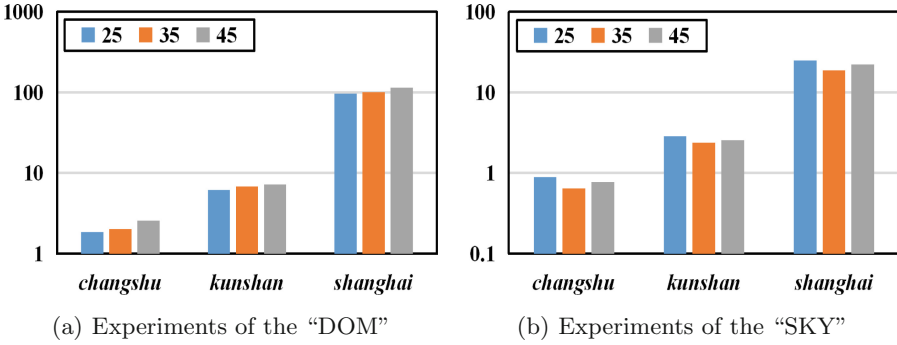 1000
100
10
1
25 35 45
changshu kunshan shanghai
(a) Experiments of the “DOM”
100
10
1
0.1
25 35 45
changshu kunshan shanghai
(b) Experiments of the “SKY”